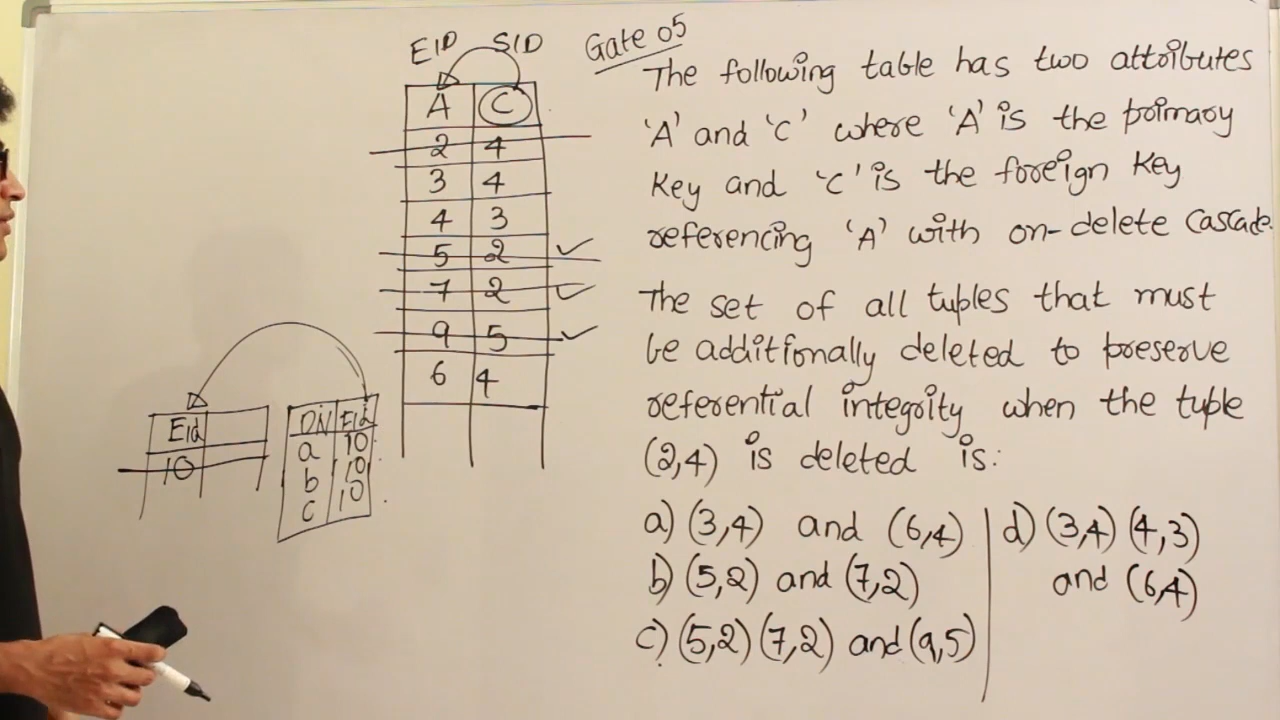 EID SID
A C
2 4
3 4
4 3
5 2
7 2
9 5
6 4
Eid
10
DN Eid
a 10
b 10
c 10
Gate 05
The following table has two attributes
'A' and 'C' where 'A' is the primary
key and 'C' is the foreign key
referencing 'A' with on-delete cascade.
The set of all tuples that must
be additionally deleted to preserve
referential integrity when the tuple
(2,4) is deleted is:
a) (3,4) and (6,4)
b) (5,2) and (7,2)
c) (5,2) (7,2) and (9,5)
d) (3,4) (4,3)
and (6,4)